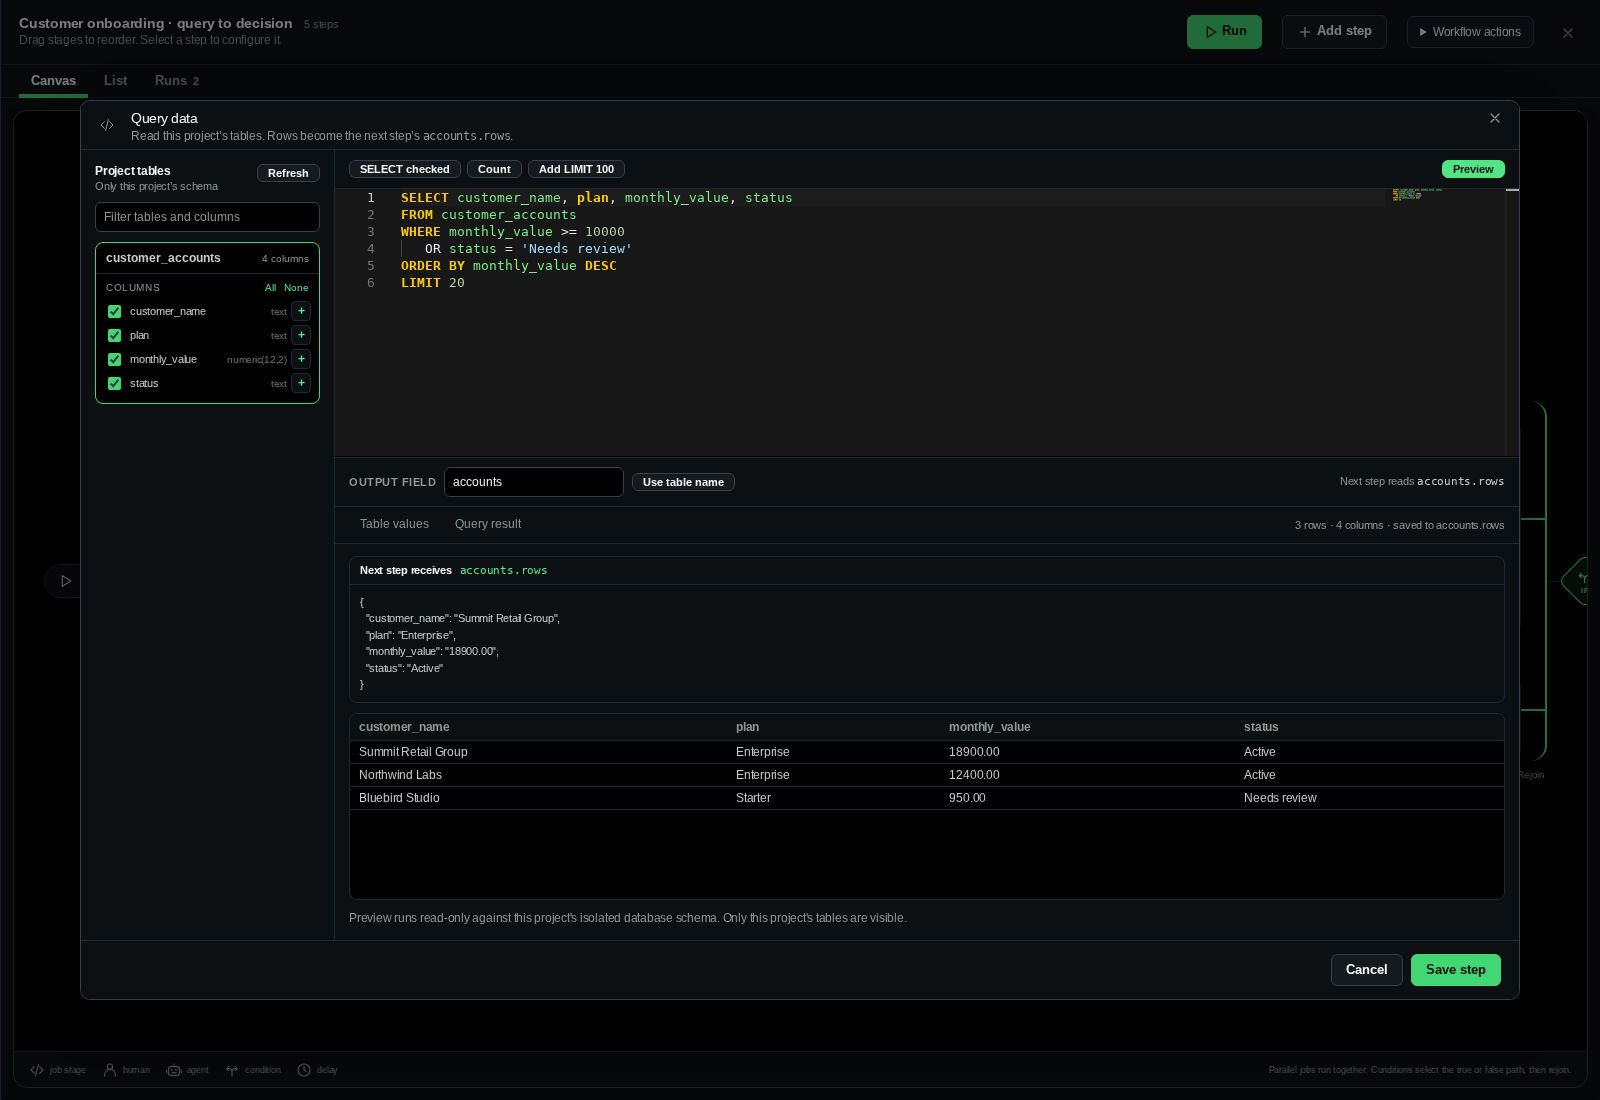 Customer onboarding · query to decision 5 steps
Drag stages to reorder. Select a step to configure it.
Run
Add step
Workflow actions
Canvas
List
Runs 2
Query data
Read this project's tables. Rows become the next step's accounts.rows.
Project tables
Only this project's schema
Refresh
Filter tables and columns
customer_accounts 4 columns
COLUMNS All None
customer_name text +
plan text +
monthly_value numeric(12,2) +
status text +
SELECT checked
Count
Add LIMIT 100
Preview
1 SELECT customer_name, plan, monthly_value, status
2 FROM customer_accounts
3 WHERE monthly_value >= 10000
4 OR status = 'Needs review'
5 ORDER BY monthly_value DESC
6 LIMIT 20
OUTPUT FIELD accounts Use table name
Next step reads accounts.rows
Table values
Query result
3 rows · 4 columns · saved to accounts.rows
Next step receives accounts.rows
{
"customer_name": "Summit Retail Group",
"plan": "Enterprise",
"monthly_value": "18900.00",
"status": "Active"
}
customer_name plan monthly_value status
Summit Retail Group Enterprise 18900.00 Active
Northwind Labs Enterprise 12400.00 Active
Bluebird Studio Starter 950.00 Needs review
Preview runs read-only against this project's isolated database schema. Only this project's tables are visible.
Cancel
Save step
IF
Rejoin
job stage
human
agent
condition
delay
Parallel jobs run together. Conditions select the true or false path, then rejoin.